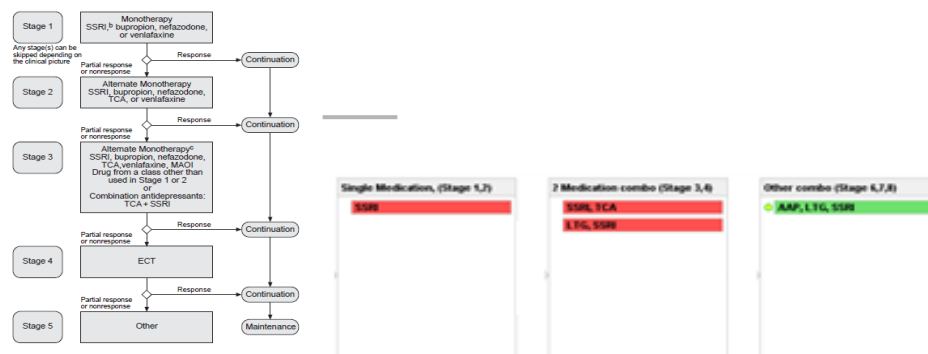 Stage 1
Any stage(s) can be
skipped depending on
the clinical picture
Monotherapy
SSRI,b bupropion, nefazodone,
or venlafaxine
Response
Continuation
Partial response
or nonresponse
Stage 2
Alternate Monotherapy
SSRI, bupropion, nefazodone,
TCA, or venlafaxine
Response
Continuation
Partial response
or nonresponse
Stage 3
Alternate Monotherapyc
SSRI, bupropion, nefazodone,
TCA,venlafaxine, MAOI
Drug from a class other than
used in Stage 1 or 2
or
Combination antidepressants:
TCA + SSRI
Response
Continuation
Partial response
or nonresponse
Stage 4
ECT
Response
Continuation
Partial response
or nonresponse
Stage 5
Other
Maintenance
Single Medication, (Stage 1,2)
SSRI
2 Medication combo (Stage 3,4)
SSRI, TCA
LTG, SSRI
Other combo (Stage 6,7,8)
AAP, LTG, SSRI